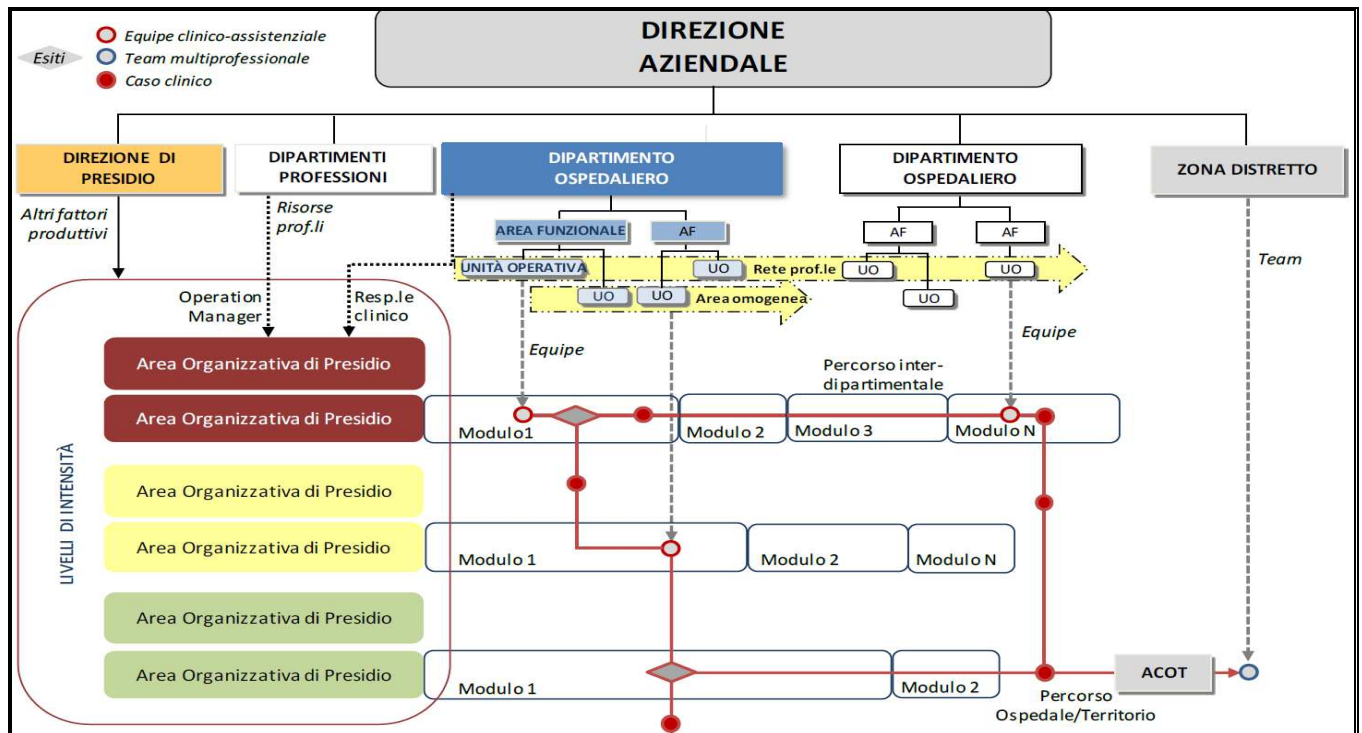 DIREZIONE
AZIENDALE
Esiti
Equipe clinico-assistenziale
Team multiprofessionale
Caso clinico
DIREZIONE DI
PRESIDIO
DIPARTIMENTI
PROFESSIONI
DIPARTIMENTO
OSPEDALIERO
DIPARTIMENTO
OSPEDALIERO
ZONA DISTRETTO
Altri fattori
produttivi
Risorse
prof.li
AREA FUNZIONALE
AF
AF
AF
UNITÀ OPERATIVA
UO
Rete prof.le
UO
UO
Team
UO
UO
Area omogenea
UO
Operation
Manager
Resp.le
clinico
Equipe
Equipe
Area Organizzativa di Presidio
Percorso inter-
dipartimentale
Area Organizzativa di Presidio
Modulo1
Modulo 2
Modulo 3
Modulo N
LIVELLI DI INTENSITÀ
Area Organizzativa di Presidio
Area Organizzativa di Presidio
Modulo 1
Modulo 2
Modulo N
Area Organizzativa di Presidio
Area Organizzativa di Presidio
Modulo 1
Modulo 2
ACOT
Percorso
Ospedale/Territorio